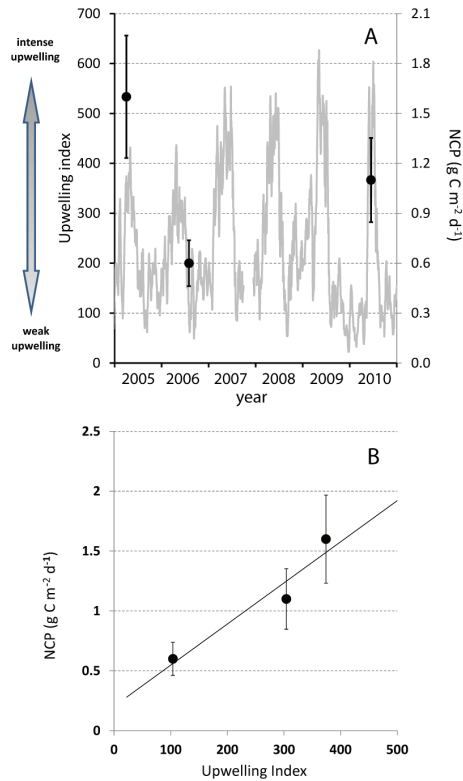 A
intense
upwelling
weak
upwelling
Upwelling index
700
600
500
400
300
200
100
0
2.1
1.8
1.5
1.2
0.9
0.6
0.3
0.0
NCP (g C m-2 d-1)
2005 2006 2007 2008 2009 2010
year
B
NCP (g C m-2 d-1)
2.5
2
1.5
1
0.5
0
0 100 200 300 400 500
Upwelling Index